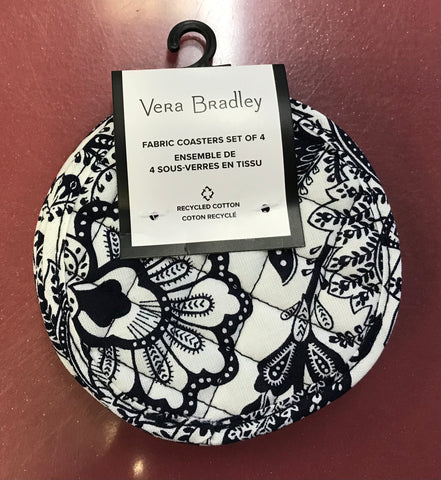 Vera Bradley
FABRIC COASTERS SET OF 4
ENSEMBLE DE
4 SOUS-VERRES EN TISSU
RECYCLED COTTON
COTON RECYCLÉ